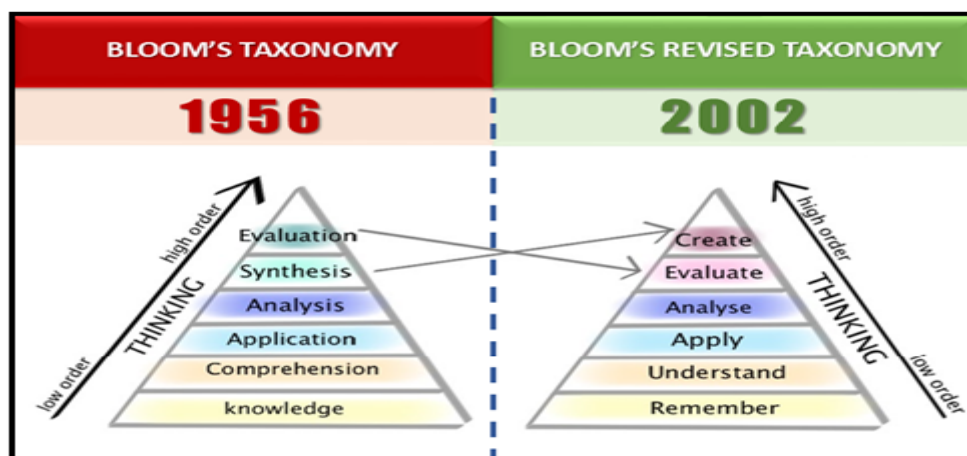 BLOOM'S TAXONOMY
BLOOM'S REVISED TAXONOMY
1956
2002
high order
THINKING
low order
Evaluation
Synthesis
Analysis
Application
Comprehension
knowledge
Create
Evaluate
Analyse
Apply
Understand
Remember
high order
THINKING
low order